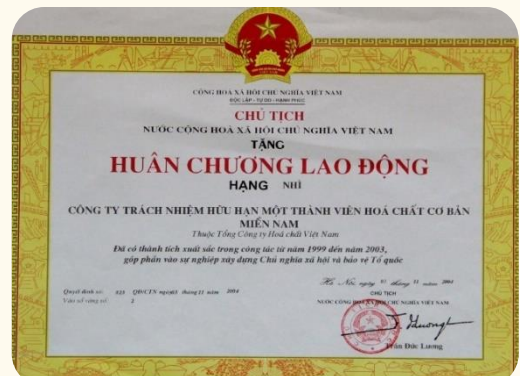 CỘNG HOÀ XÃ HỘI CHỦ NGHĨA VIỆT NAM
ĐỘC LẬP - TỰ DO - HẠNH PHÚC
CHỦ TỊCH
NƯỚC CỘNG HOÀ XÃ HỘI CHỦ NGHĨA VIỆT NAM
TẶNG
HUÂN CHƯƠNG LAO ĐỘNG
HẠNG NHÌ
CÔNG TY TRÁCH NHIỆM HỮU HẠN MỘT THÀNH VIÊN HOÁ CHẤT CƠ BẢN
MIỀN NAM
Thuộc Tổng Công ty Hoá chất Việt Nam
Đã có thành tích xuất sắc trong công tác từ năm 1999 đến năm 2003,
góp phần vào sự nghiệp xây dựng Chủ nghĩa xã hội và bảo vệ Tổ quốc
Quyết định số: QĐ/CTN ngày tháng 11 năm 2004
Vào sổ vàng số: 2
Hà Nội, ngày tháng 11 năm 2004
CHỦ TỊCH
NƯỚC CỘNG HOÀ XÃ HỘI CHỦ NGHĨA VIỆT NAM
Trần Đức Lương